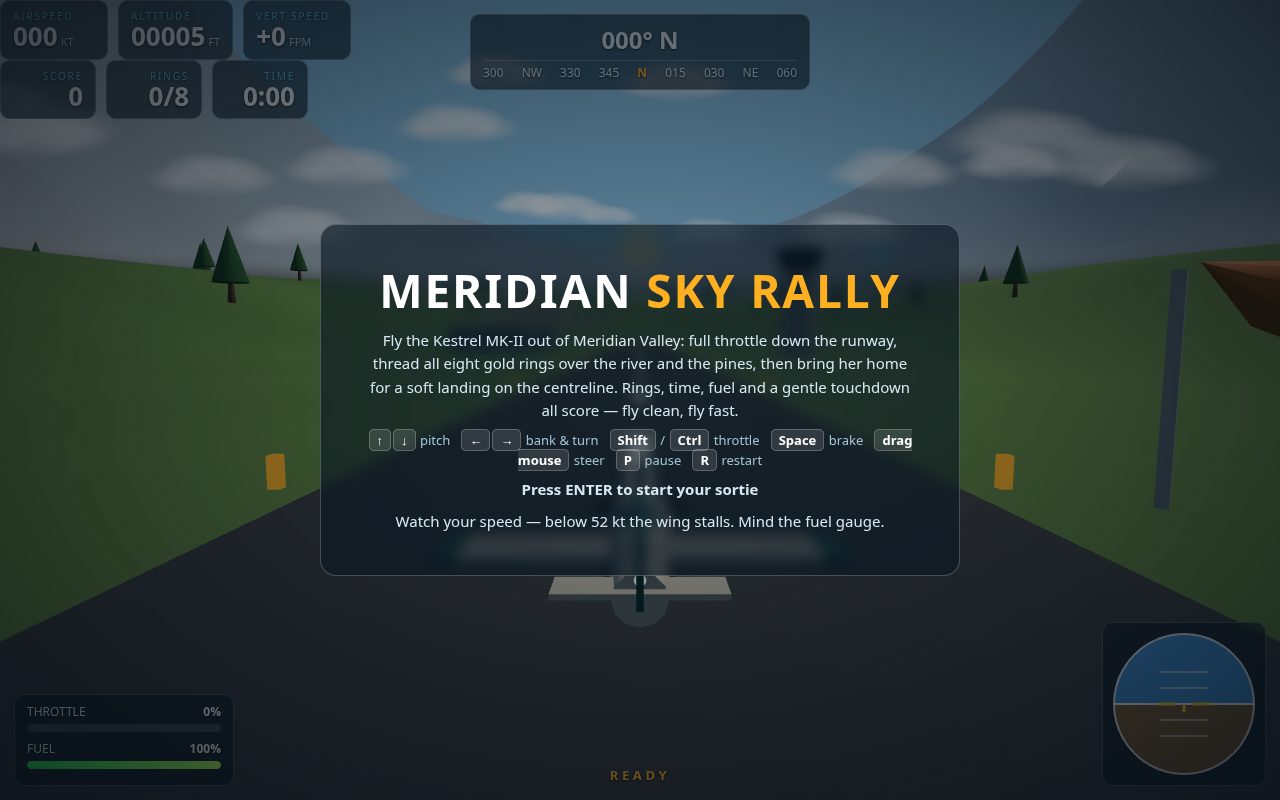 AIRSPEED
000 KT
ALTITUDE
00005 FT
VERT SPEED
+0 FPM
SCORE
0
RINGS
0/8
TIME
0:00
000° N
300 NW 330 345 N 015 030 NE 060
MERIDIAN SKY RALLY
Fly the Kestrel MK-II out of Meridian Valley: full throttle down the runway,
thread all eight gold rings over the river and the pines, then bring her home
for a soft landing on the centreline. Rings, time, fuel and a gentle touchdown
all score — fly clean, fly fast.
↑ ↓ pitch ← → bank & turn Shift / Ctrl throttle Space brake drag
mouse steer P pause R restart
Press ENTER to start your sortie
Watch your speed — below 52 kt the wing stalls. Mind the fuel gauge.
THROTTLE 0%
FUEL 100%
READY